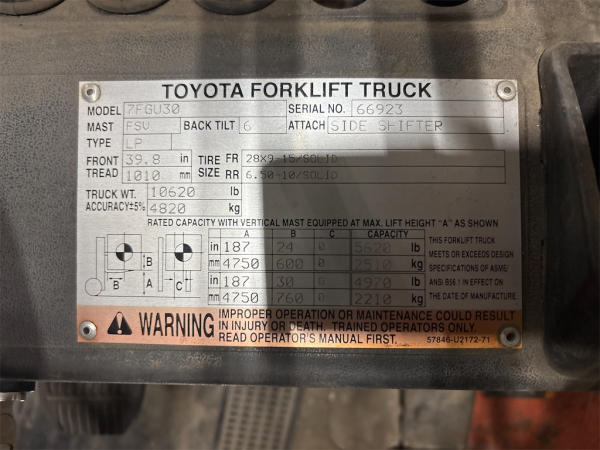 TOYOTA FORKLIFT TRUCK
MODEL 7FGU30 SERIAL NO. 66923
MAST FSV BACK TILT 6 ATTACH SIDE SHIFTER
TYPE LP
FRONT TREAD 39.8 in TIRE SIZE FR 28X9-15/SOLID
1010 mm RR 6.50-10/SOLID
TRUCK WT. 10620 lb
ACCURACY±5% 4820 kg
RATED CAPACITY WITH VERTICAL MAST EQUIPPED AT MAX. LIFT HEIGHT "A" AS SHOWN
A B C CAPACITY
in 187 24 0 5620 lb
mm 4750 600 0 2510 kg
in 187 30 0 4970 lb
mm 4750 760 0 2210 kg
B
A
B C
THIS FORKLIFT TRUCK
MEETS OR EXCEEDS DESIGN
SPECIFICATIONS OF ASME/
ANSI B56.1 IN EFFECT ON
THE DATE OF MANUFACTURE.
WARNING
IMPROPER OPERATION OR MAINTENANCE COULD RESULT
IN INJURY OR DEATH. TRAINED OPERATORS ONLY.
READ OPERATOR'S MANUAL FIRST.
57846-U2172-71